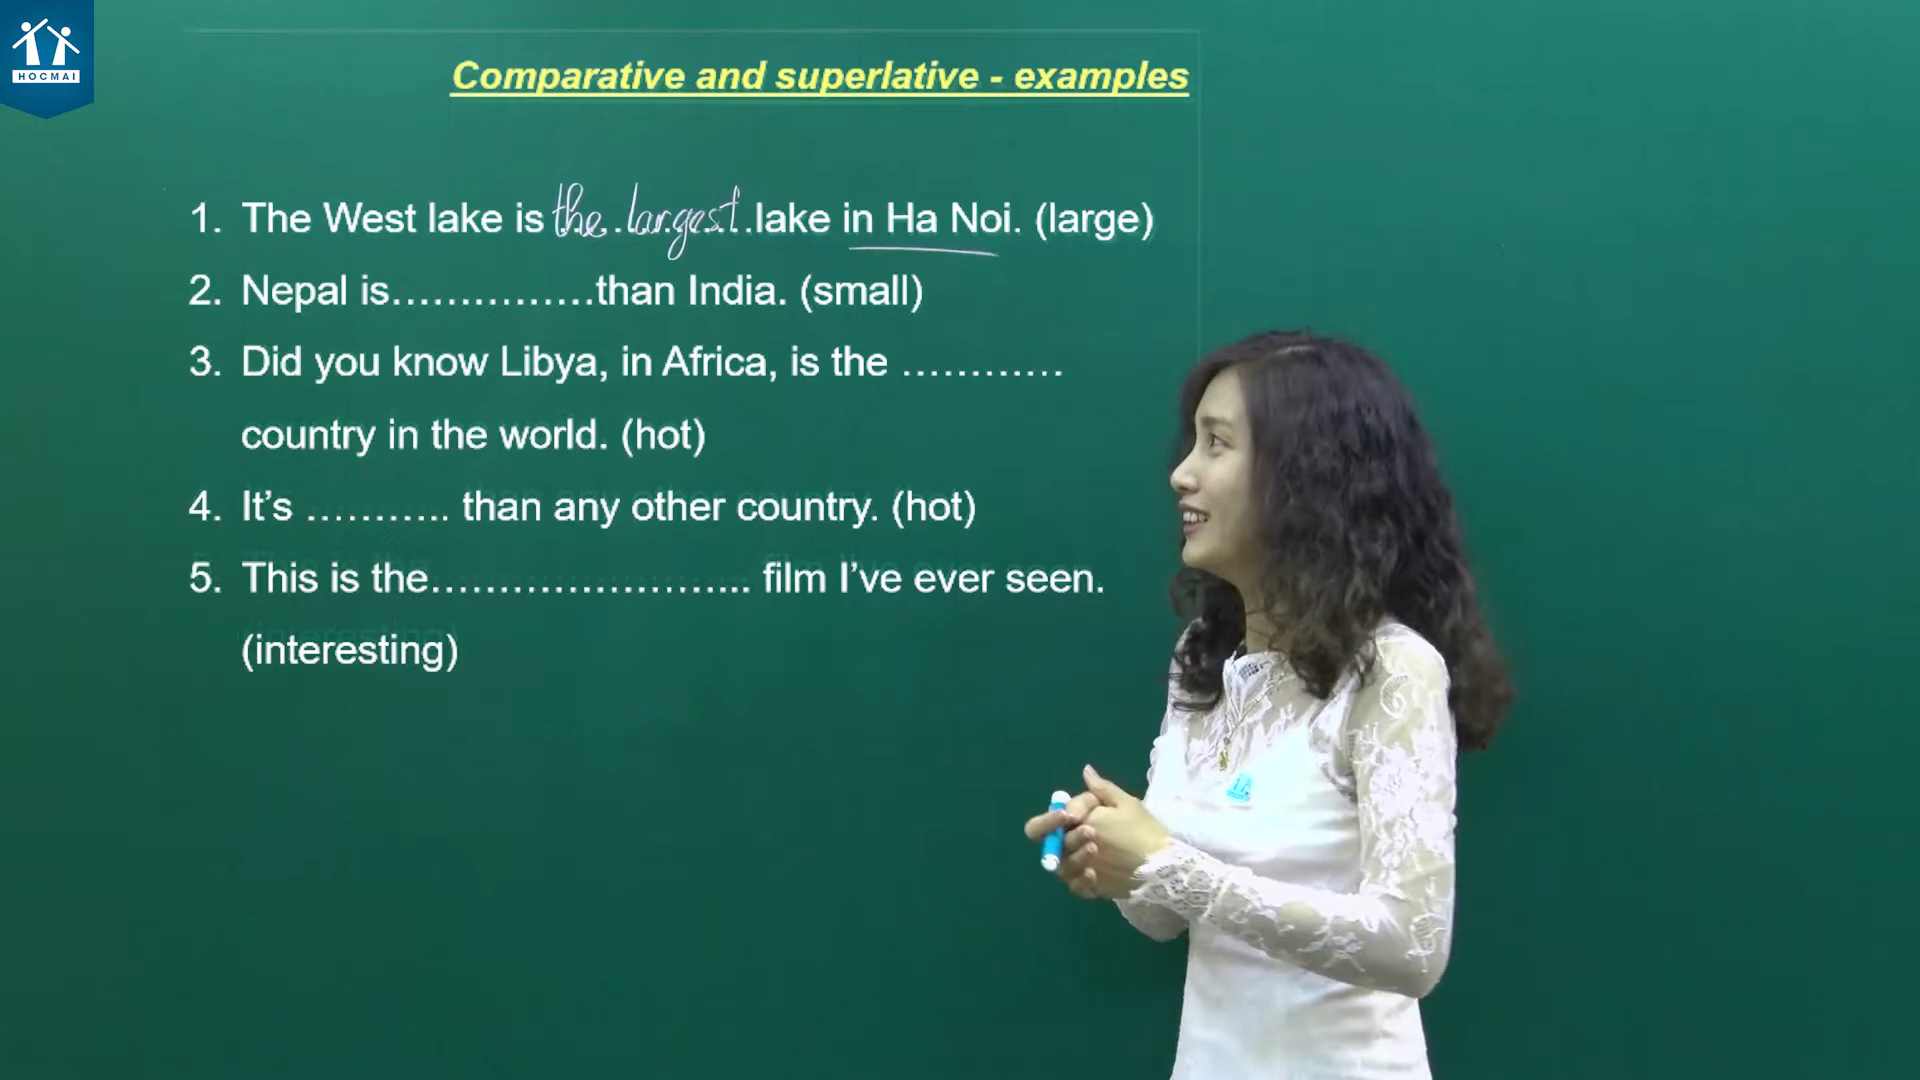 HOCMAI
Comparative and superlative - examples
1. The West lake is the largest lake in Ha Noi. (large)
2. Nepal is……………than India. (small)
3. Did you know Libya, in Africa, is the …………
country in the world. (hot)
4. It's ……….. than any other country. (hot)
5. This is the…………………... film I've ever seen.
(interesting)